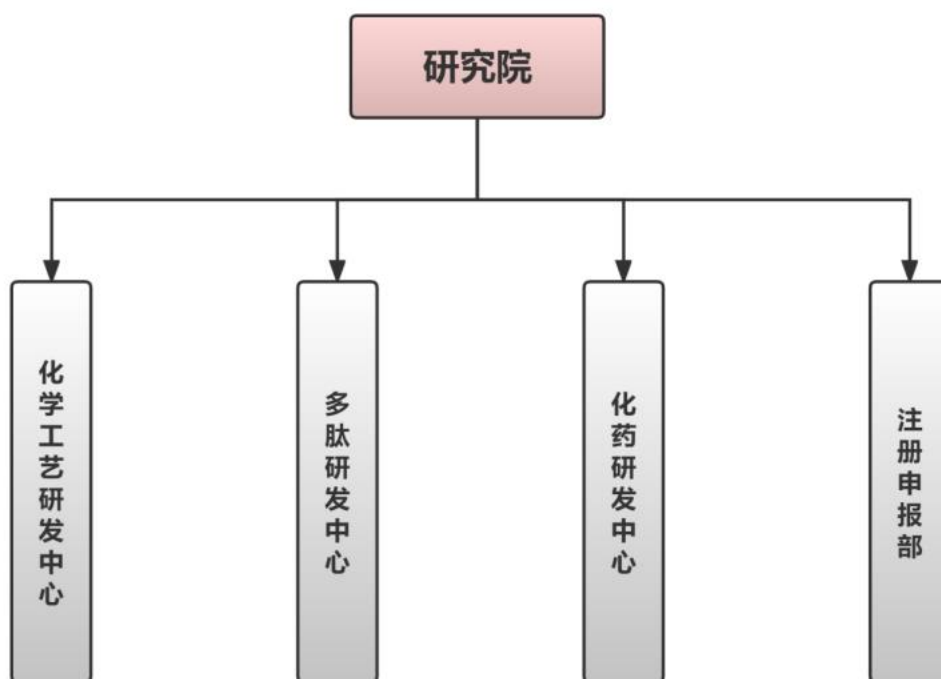 研究院
化学工艺研发中心
多肽研发中心
化药研发中心
注册申报部